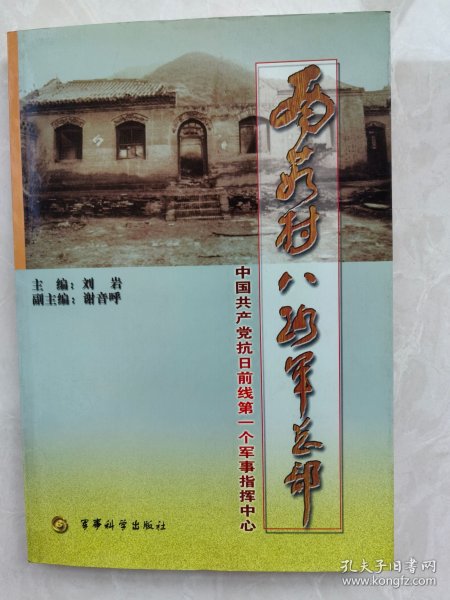 南茹村八路军总部
中国共产党抗日前线第一个军事指挥中心
主 编：刘 岩
副主编：谢音呼
军事科学出版社
孔夫子旧书网
www.kongfz.com